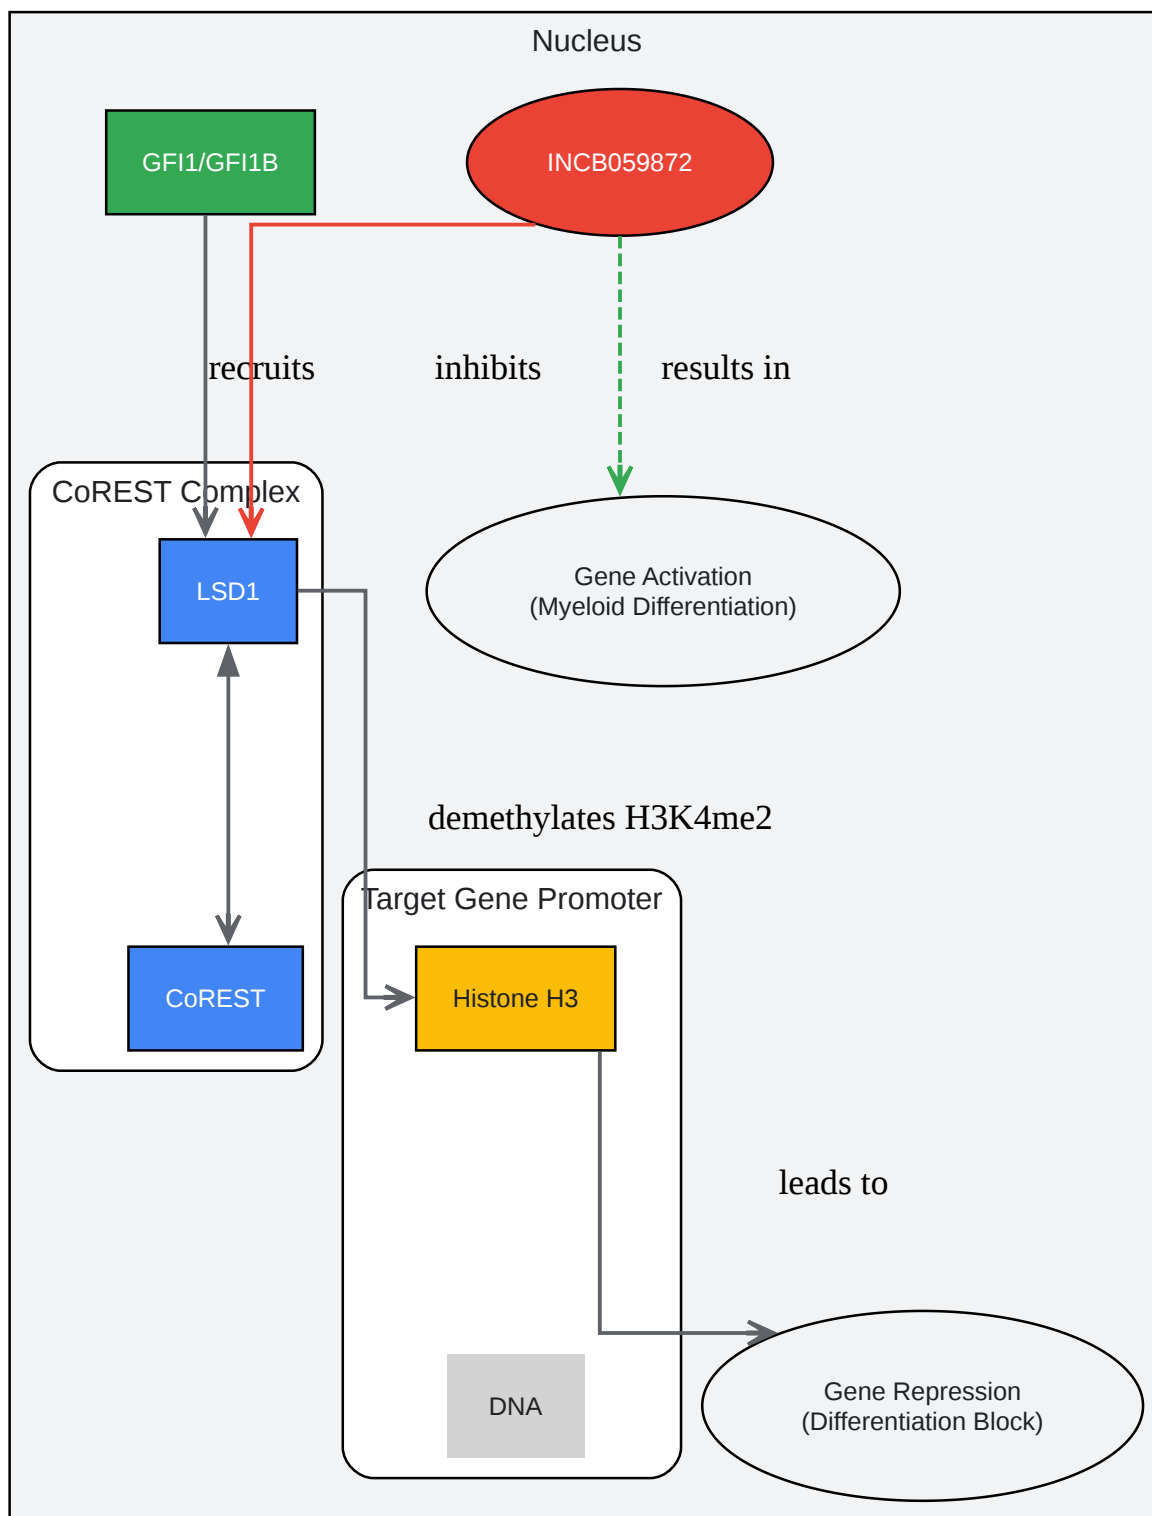 Nucleus
GFI1/GFI1B
INCB059872
recruits
inhibits
results in
CoREST Complex
LSD1
Gene Activation
(Myeloid Differentiation)
demethylates H3K4me2
Target Gene Promoter
CoREST
Histone H3
leads to
DNA
Gene Repression
(Differentiation Block)